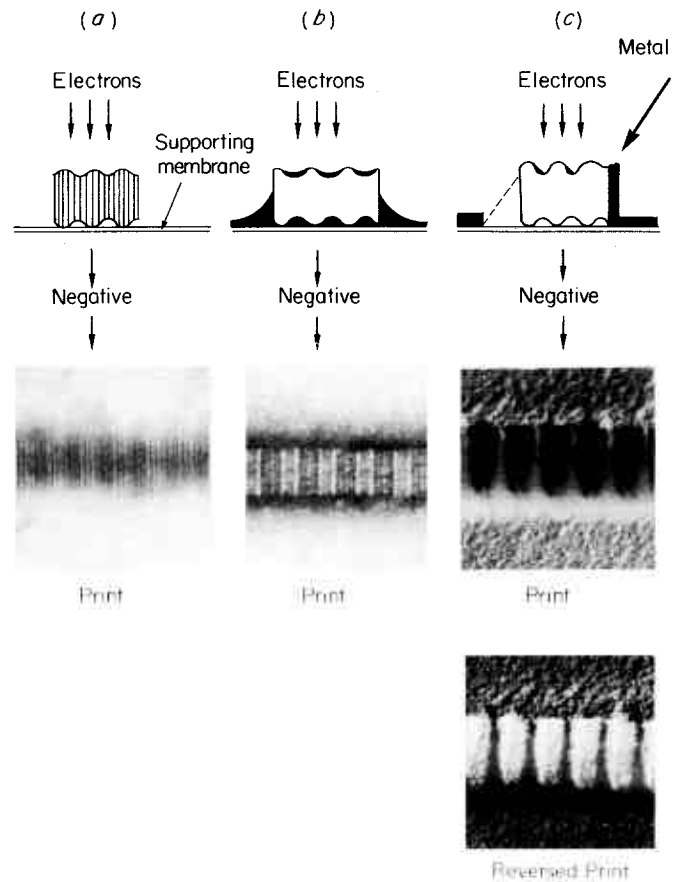 (a)
(b)
(c)
Metal
Electrons
Electrons
Electrons
Supporting
membrane
Negative
Negative
Negative
Print
Print
Print
Reversed Print